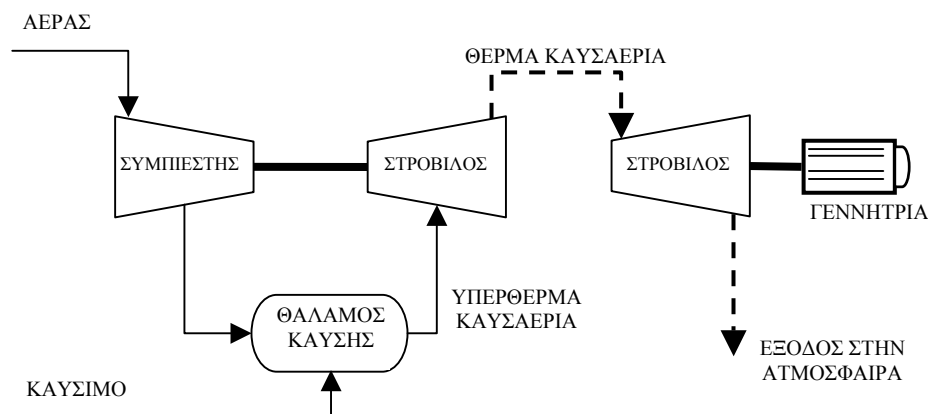 ΑΕΡΑΣ
ΘΕΡΜΑ ΚΑΥΣΑΕΡΙΑ
ΣΥΜΠΙΕΣΤΗΣ
ΣΤΡΟΒΙΛΟΣ
ΣΤΡΟΒΙΛΟΣ
ΓΕΝΝΗΤΡΙΑ
ΘΑΛΑΜΟΣ
ΚΑΥΣΗΣ
ΥΠΕΡΘΕΡΜΑ
ΚΑΥΣΑΕΡΙΑ
ΕΞΟΔΟΣ ΣΤΗΝ
ΑΤΜΟΣΦΑΙΡΑ
ΚΑΥΣΙΜΟ